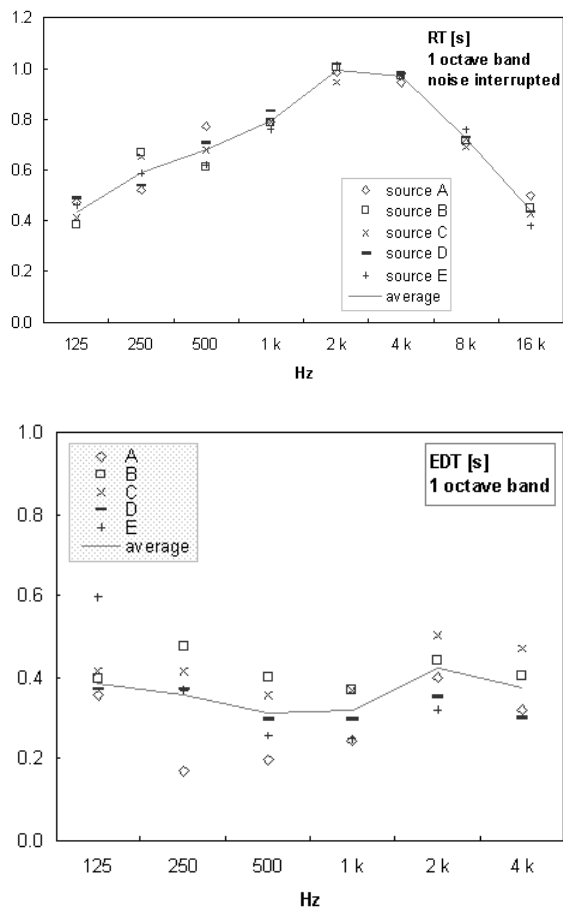 1.2
1.0
0.8
0.6
0.4
0.2
0.0
RT [s]
1 octave band
noise interrupted
source A
source B
source C
source D
source E
average
125 250 500 1 k 2 k 4 k 8 k 16 k
Hz
1.0
0.8
0.6
0.4
0.2
0.0
A
B
C
D
E
average
EDT [s]
1 octave band
125 250 500 1 k 2 k 4 k
Hz